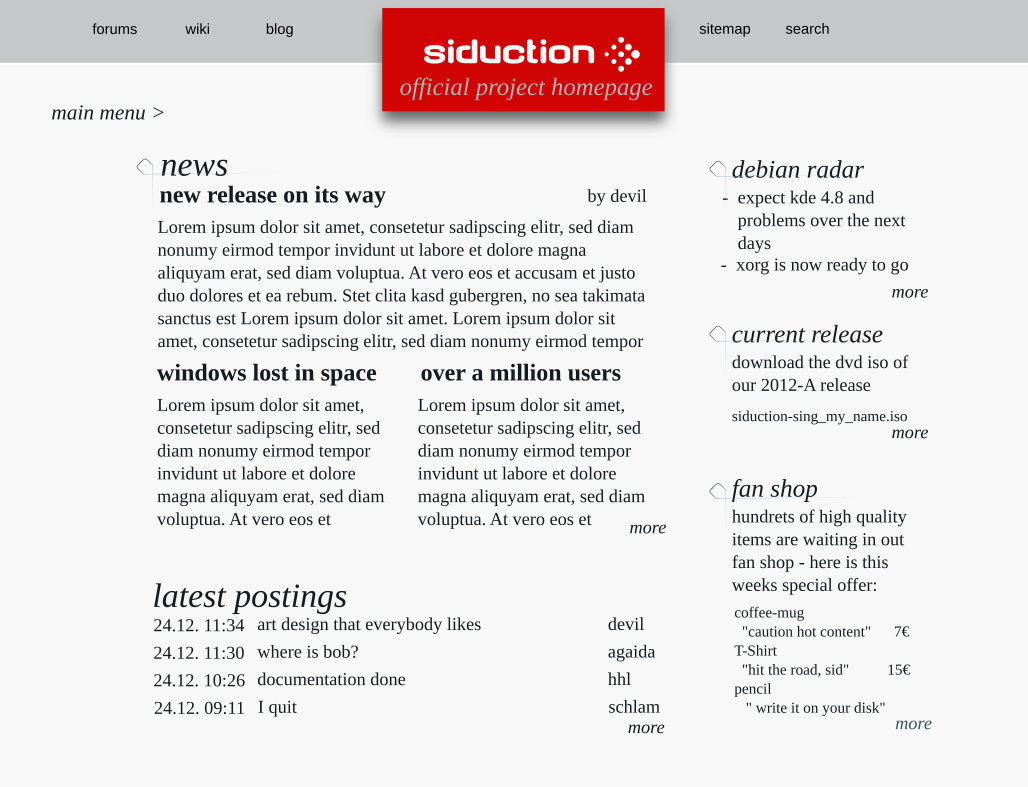 forums wiki blog
siduction
official project homepage
sitemap search
main menu >
news
new release on its way by devil
Lorem ipsum dolor sit amet, consetetur sadipscing elitr, sed diam
nonumy eirmod tempor invidunt ut labore et dolore magna
aliquyam erat, sed diam voluptua. At vero eos et accusam et justo
duo dolores et ea rebum. Stet clita kasd gubergren, no sea takimata
sanctus est Lorem ipsum dolor sit amet. Lorem ipsum dolor sit
amet, consetetur sadipscing elitr, sed diam nonumy eirmod tempor
windows lost in space
Lorem ipsum dolor sit amet,
consetetur sadipscing elitr, sed
diam nonumy eirmod tempor
invidunt ut labore et dolore
magna aliquyam erat, sed diam
voluptua. At vero eos et
over a million users
Lorem ipsum dolor sit amet,
consetetur sadipscing elitr, sed
diam nonumy eirmod tempor
invidunt ut labore et dolore
magna aliquyam erat, sed diam
voluptua. At vero eos et
more
latest postings
24.12. 11:34 art design that everybody likes devil
24.12. 11:30 where is bob? agaida
24.12. 10:26 documentation done hhl
24.12. 09:11 I quit schlam
more
debian radar
- expect kde 4.8 and
problems over the next
days
- xorg is now ready to go
more
current release
download the dvd iso of
our 2012-A release
siduction-sing_my_name.iso
more
fan shop
hundrets of high quality
items are waiting in out
fan shop - here is this
weeks special offer:
coffee-mug
"caution hot content" 7€
T-Shirt
"hit the road, sid" 15€
pencil
" write it on your disk"
more